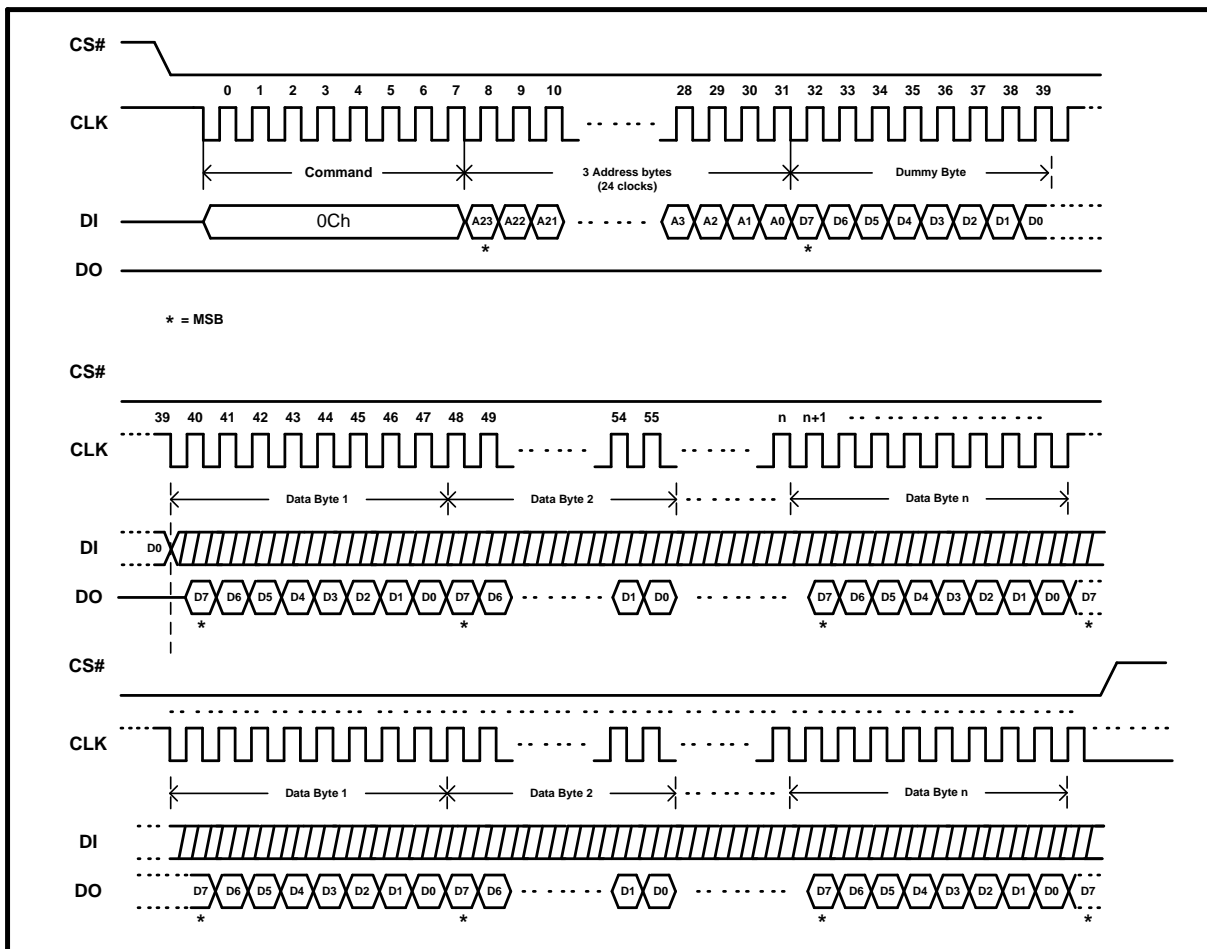 CS#
0 1 2 3 4 5 6 7 8 9 10 28 29 30 31 32 33 34 35 36 37 38 39
CLK
Command 3 Address bytes Dummy Byte
(24 clocks)
DI 0Ch A23 A22 A21 A3 A2 A1 A0 D7 D6 D5 D4 D3 D2 D1 D0
* *
DO
* = MSB
CS#
39 40 41 42 43 44 45 46 47 48 49 54 55 n n+1
CLK
Data Byte 1 Data Byte 2 Data Byte n
DI D0
DO D7 D6 D5 D4 D3 D2 D1 D0 D7 D6 D1 D0 D7 D6 D5 D4 D3 D2 D1 D0 D7
* * * *
CS#
CLK
Data Byte 1 Data Byte 2 Data Byte n
DI
DO D7 D6 D5 D4 D3 D2 D1 D0 D7 D6 D1 D0 D7 D6 D5 D4 D3 D2 D1 D0 D7
* * * *